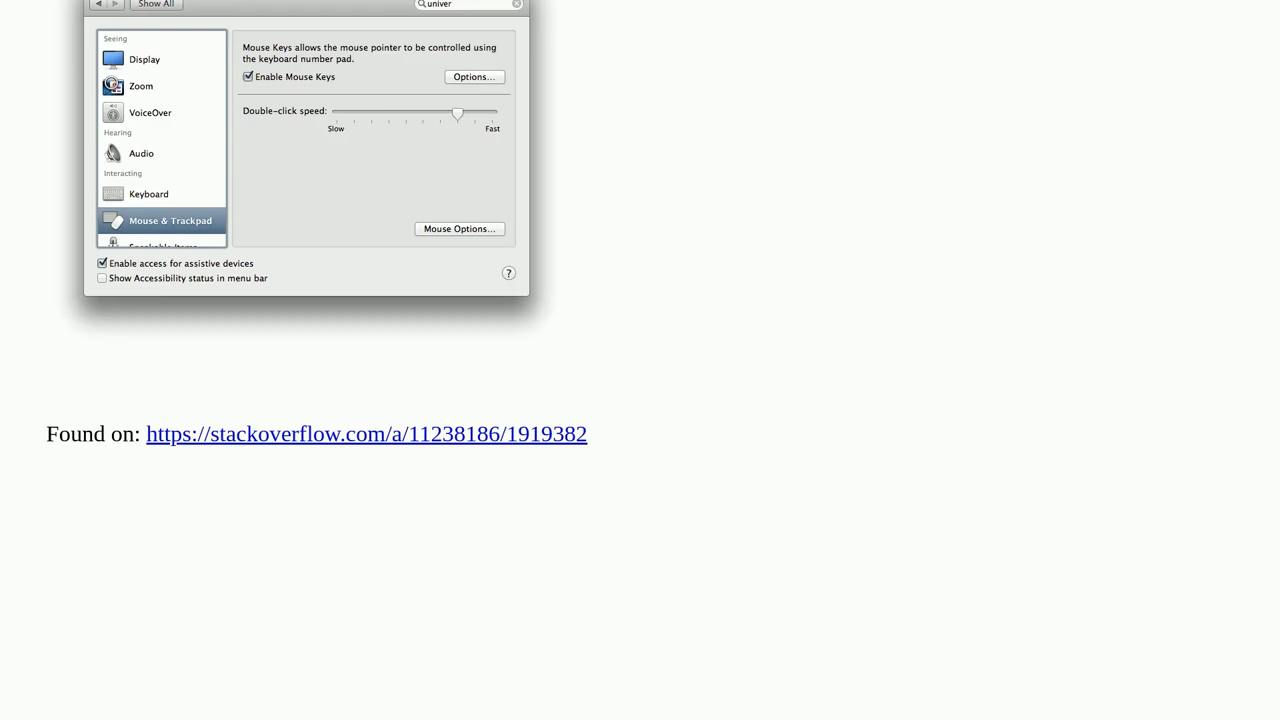 Show All
univer
Seeing
Display
Zoom
VoiceOver
Hearing
Audio
Interacting
Keyboard
Mouse & Trackpad
Speakable Items
Mouse Keys allows the mouse pointer to be controlled using
the keyboard number pad.
Enable Mouse Keys
Options...
Double-click speed:
Slow
Fast
Mouse Options...
Enable access for assistive devices
Show Accessibility status in menu bar
?
Found on: https://stackoverflow.com/a/11238186/1919382